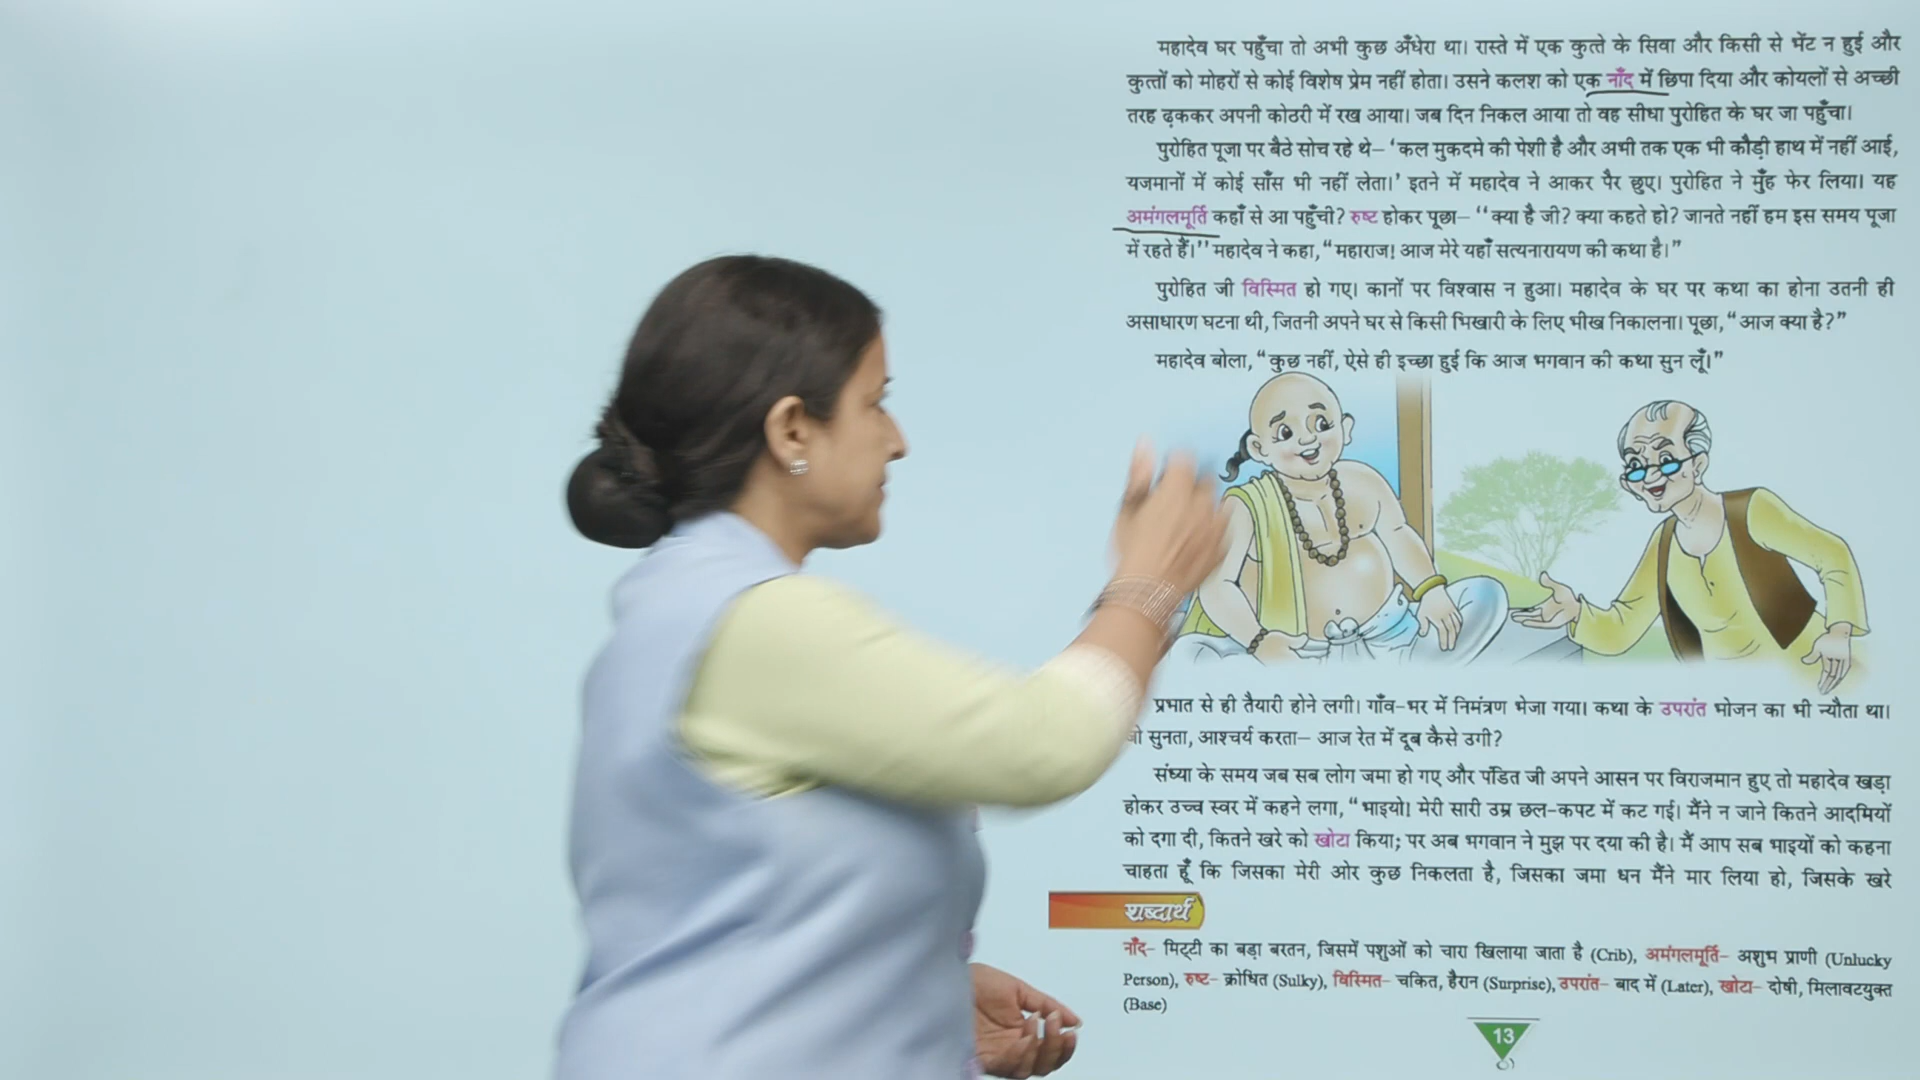 महादेव घर पहुँचा तो अभी कुछ अँधेरा था। रास्ते में एक कुत्ते के सिवा और किसी से भेंट न हुई और
कुत्तों को मोहरों से कोई विशेष प्रेम नहीं होता। उसने कलश को एक नाँद में छिपा दिया और कोयलों से अच्छी
तरह ढ़ककर अपनी कोठरी में रख आया। जब दिन निकल आया तो वह सीधा पुरोहित के घर जा पहुँचा।
पुरोहित पूजा पर बैठे सोच रहे थे– ‘कल मुकदमे की पेशी है और अभी तक एक भी कौड़ी हाथ में नहीं आई,
यजमानों में कोई साँस भी नहीं लेता।’ इतने में महादेव ने आकर पैर छुए। पुरोहित ने मुँह फेर लिया। यह
अमंगलमूर्ति कहाँ से आ पहुँची? रुष्ट होकर पूछा– ‘‘क्या है जी? क्या कहते हो? जानते नहीं हम इस समय पूजा
में रहते हैं।’’ महादेव ने कहा, “महाराज! आज मेरे यहाँ सत्यनारायण की कथा है।”
पुरोहित जी विस्मित हो गए। कानों पर विश्वास न हुआ। महादेव के घर पर कथा का होना उतनी ही
असाधारण घटना थी, जितनी अपने घर से किसी भिखारी के लिए भीख निकालना। पूछा, “आज क्या है?”
महादेव बोला, “कुछ नहीं, ऐसे ही इच्छा हुई कि आज भगवान की कथा सुन लूँ।”
प्रभात से ही तैयारी होने लगी। गाँव-भर में निमंत्रण भेजा गया। कथा के उपरांत भोजन का भी न्यौता था।
सुनता, आश्चर्य करता– आज रेत में दूब कैसे उगी?
संध्या के समय जब सब लोग जमा हो गए और पंडित जी अपने आसन पर विराजमान हुए तो महादेव खड़ा
होकर उच्च स्वर में कहने लगा, “भाइयो! मेरी सारी उम्र छल-कपट में कट गई। मैंने न जाने कितने आदमियों
को दगा दी, कितने खरे को खोटा किया; पर अब भगवान ने मुझ पर दया की है। मैं आप सब भाइयों को कहना
चाहता हूँ कि जिसका मेरी ओर कुछ निकलता है, जिसका जमा धन मैंने मार लिया हो, जिसके खरे
शब्दार्थ
नाँद– मिट्टी का बड़ा बरतन, जिसमें पशुओं को चारा खिलाया जाता है (Crib), अमंगलमूर्ति– अशुभ प्राणी (Unlucky
Person), रुष्ट– क्रोधित (Sulky), विस्मित– चकित, हैरान (Surprise), उपरांत– बाद में (Later), खोटा– दोषी, मिलावटयुक्त
(Base)
13